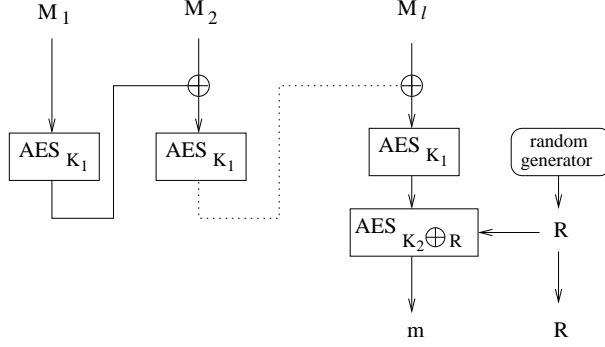 M 1 M 2 M l
AES K1 AES K1 AES K1 random generator
AES K2 ⊕ R R
m R